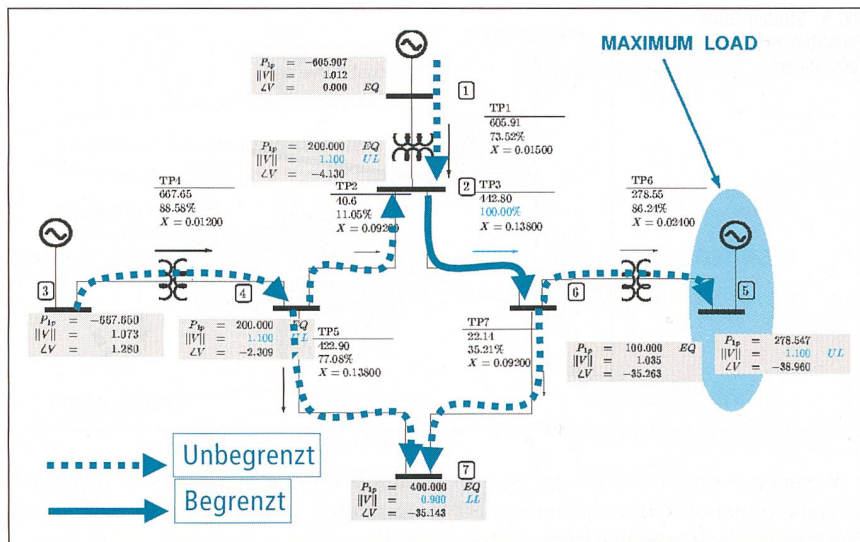 MAXIMUM LOAD
P1p = −605.907
||V|| = 1.012
∠V = 0.000 EQ
1
TP1
605.91
73.52%
X = 0.01500
P1p = 200.000 EQ
||V|| = 1.100 UL
∠V = −4.130
2
TP4
667.65
88.58%
X = 0.01200
TP2
40.6
11.05%
X = 0.09200
TP3
442.80
100.00%
X = 0.13800
TP6
278.55
86.24%
X = 0.02400
3
4
6
5
P1p = −667.650
||V|| = 1.073
∠V = 1.280
P1p = 200.000 EQ
||V|| = 1.100 UL
∠V = −2.309
TP5
422.90
77.08%
X = 0.13800
TP7
22.14
35.21%
X = 0.09200
P1p = 100.000 EQ
||V|| = 1.035
∠V = −35.263
P1p = 278.547
||V|| = 1.100 UL
∠V = −38.960
Unbegrenzt
Begrenzt
7
P1p = 400.000 EQ
||V|| = 0.900 LL
∠V = −35.143